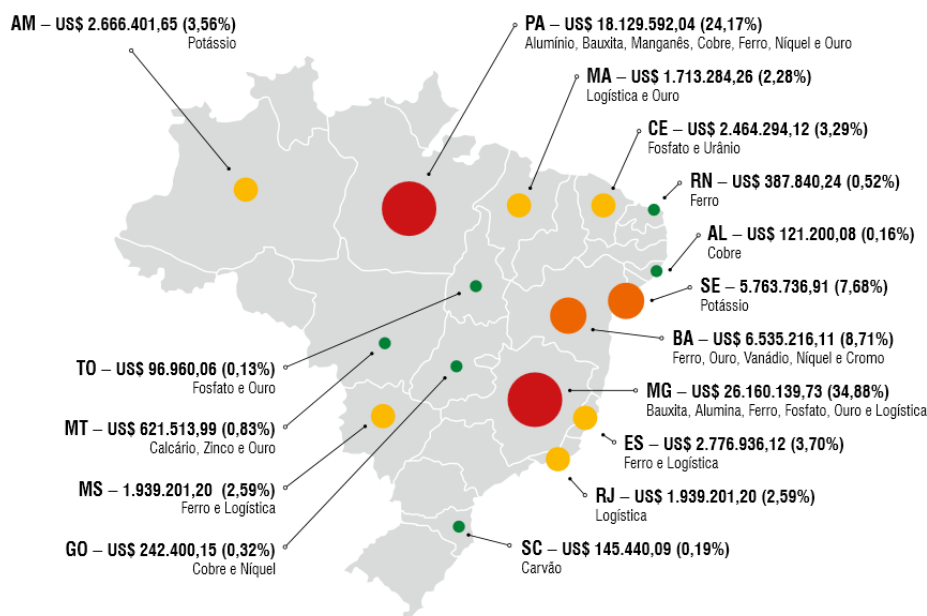 AM – US$ 2.666.401,65 (3,56%)
Potássio
PA – US$ 18.129.592,04 (24,17%)
Alumínio, Bauxita, Manganês, Cobre, Ferro, Níquel e Ouro
MA – US$ 1.713.284,26 (2,28%)
Logística e Ouro
CE – US$ 2.464.294,12 (3,29%)
Fosfato e Urânio
RN – US$ 387.840,24 (0,52%)
Ferro
AL – US$ 121.200,08 (0,16%)
Cobre
SE – 5.763.736,91 (7,68%)
Potássio
BA – US$ 6.535.216,11 (8,71%)
Ferro, Ouro, Vanádio, Níquel e Cromo
TO – US$ 96.960,06 (0,13%)
Fosfato e Ouro
MG – US$ 26.160.139,73 (34,88%)
Bauxita, Alumina, Ferro, Fosfato, Ouro e Logística
MT – US$ 621.513,99 (0,83%)
Calcário, Zinco e Ouro
ES – US$ 2.776.936,12 (3,70%)
Ferro e Logística
MS – 1.939.201,20 (2,59%)
Ferro e Logística
RJ – US$ 1.939.201,20 (2,59%)
Logística
GO – US$ 242.400,15 (0,32%)
Cobre e Níquel
SC – US$ 145.440,09 (0,19%)
Carvão